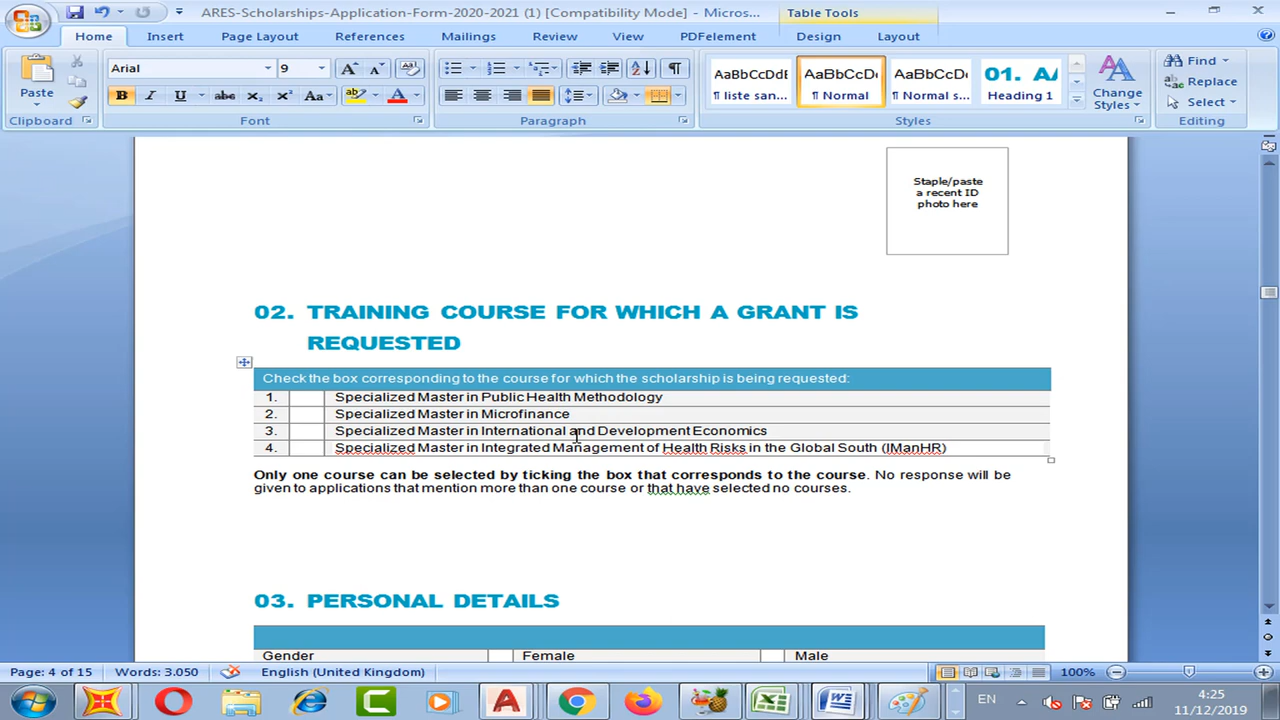 ARES-Scholarships-Application-Form-2020-2021 (1) [Compatibility Mode] - Micros...
Table Tools
Home Insert Page Layout References Mailings Review View PDFelement Design Layout
Paste
Clipboard
Arial 9
B I U abc X₂ X² Aa
Font
Paragraph
AaBbCcDdE AaBbCcDc AaBbCcDc 01. AA
¶ liste san... ¶ Normal ¶ Normal s... Heading 1
Change Styles
Styles
Find
Replace
Select
Editing
Staple/paste
a recent ID
photo here
02. TRAINING COURSE FOR WHICH A GRANT IS
REQUESTED
Check the box corresponding to the course for which the scholarship is being requested:
1. Specialized Master in Public Health Methodology
2. Specialized Master in Microfinance
3. Specialized Master in International and Development Economics
4. Specialized Master in Integrated Management of Health Risks in the Global South (IManHR)
Only one course can be selected by ticking the box that corresponds to the course. No response will be
given to applications that mention more than one course or that have selected no courses.
03. PERSONAL DETAILS
Gender Female Male
Page: 4 of 15 Words: 3.050 English (United Kingdom) 100%
EN 4:25
11/12/2019